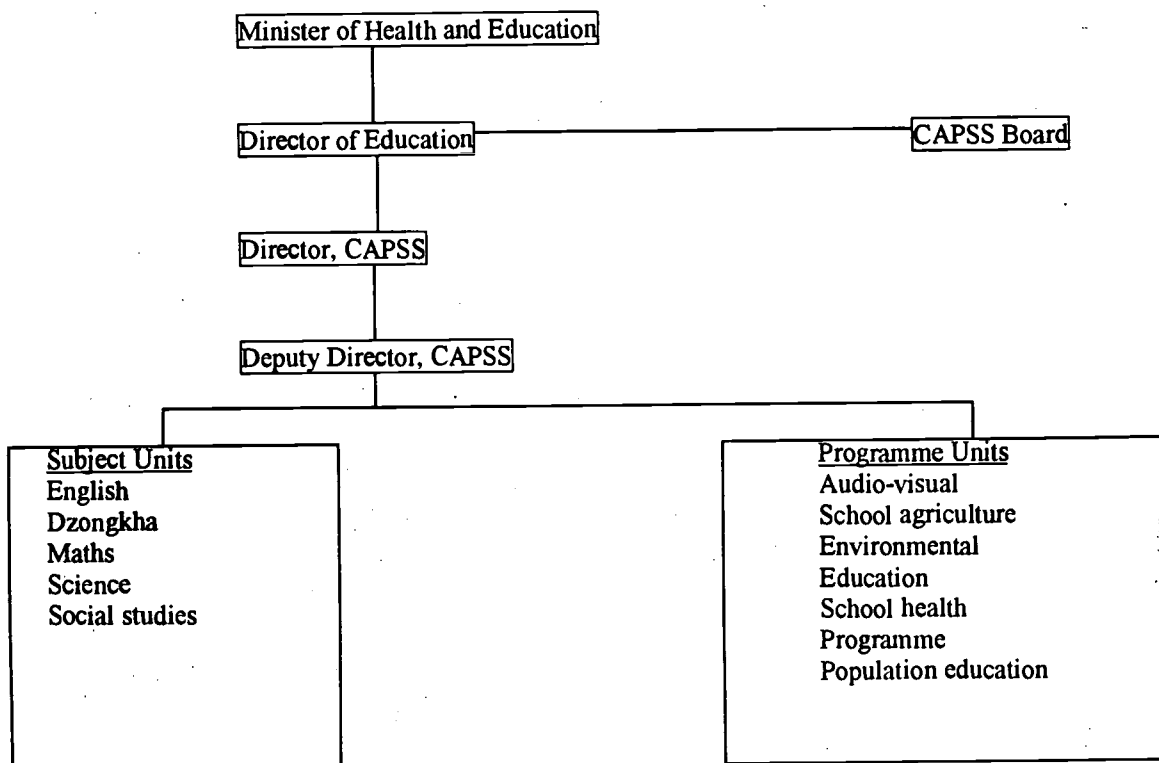 Minister of Health and Education
Director of Education
CAPSS Board
Director, CAPSS
Deputy Director, CAPSS
Subject Units
English
Dzongkha
Maths
Science
Social studies
Programme Units
Audio-visual
School agriculture
Environmental
Education
School health
Programme
Population education